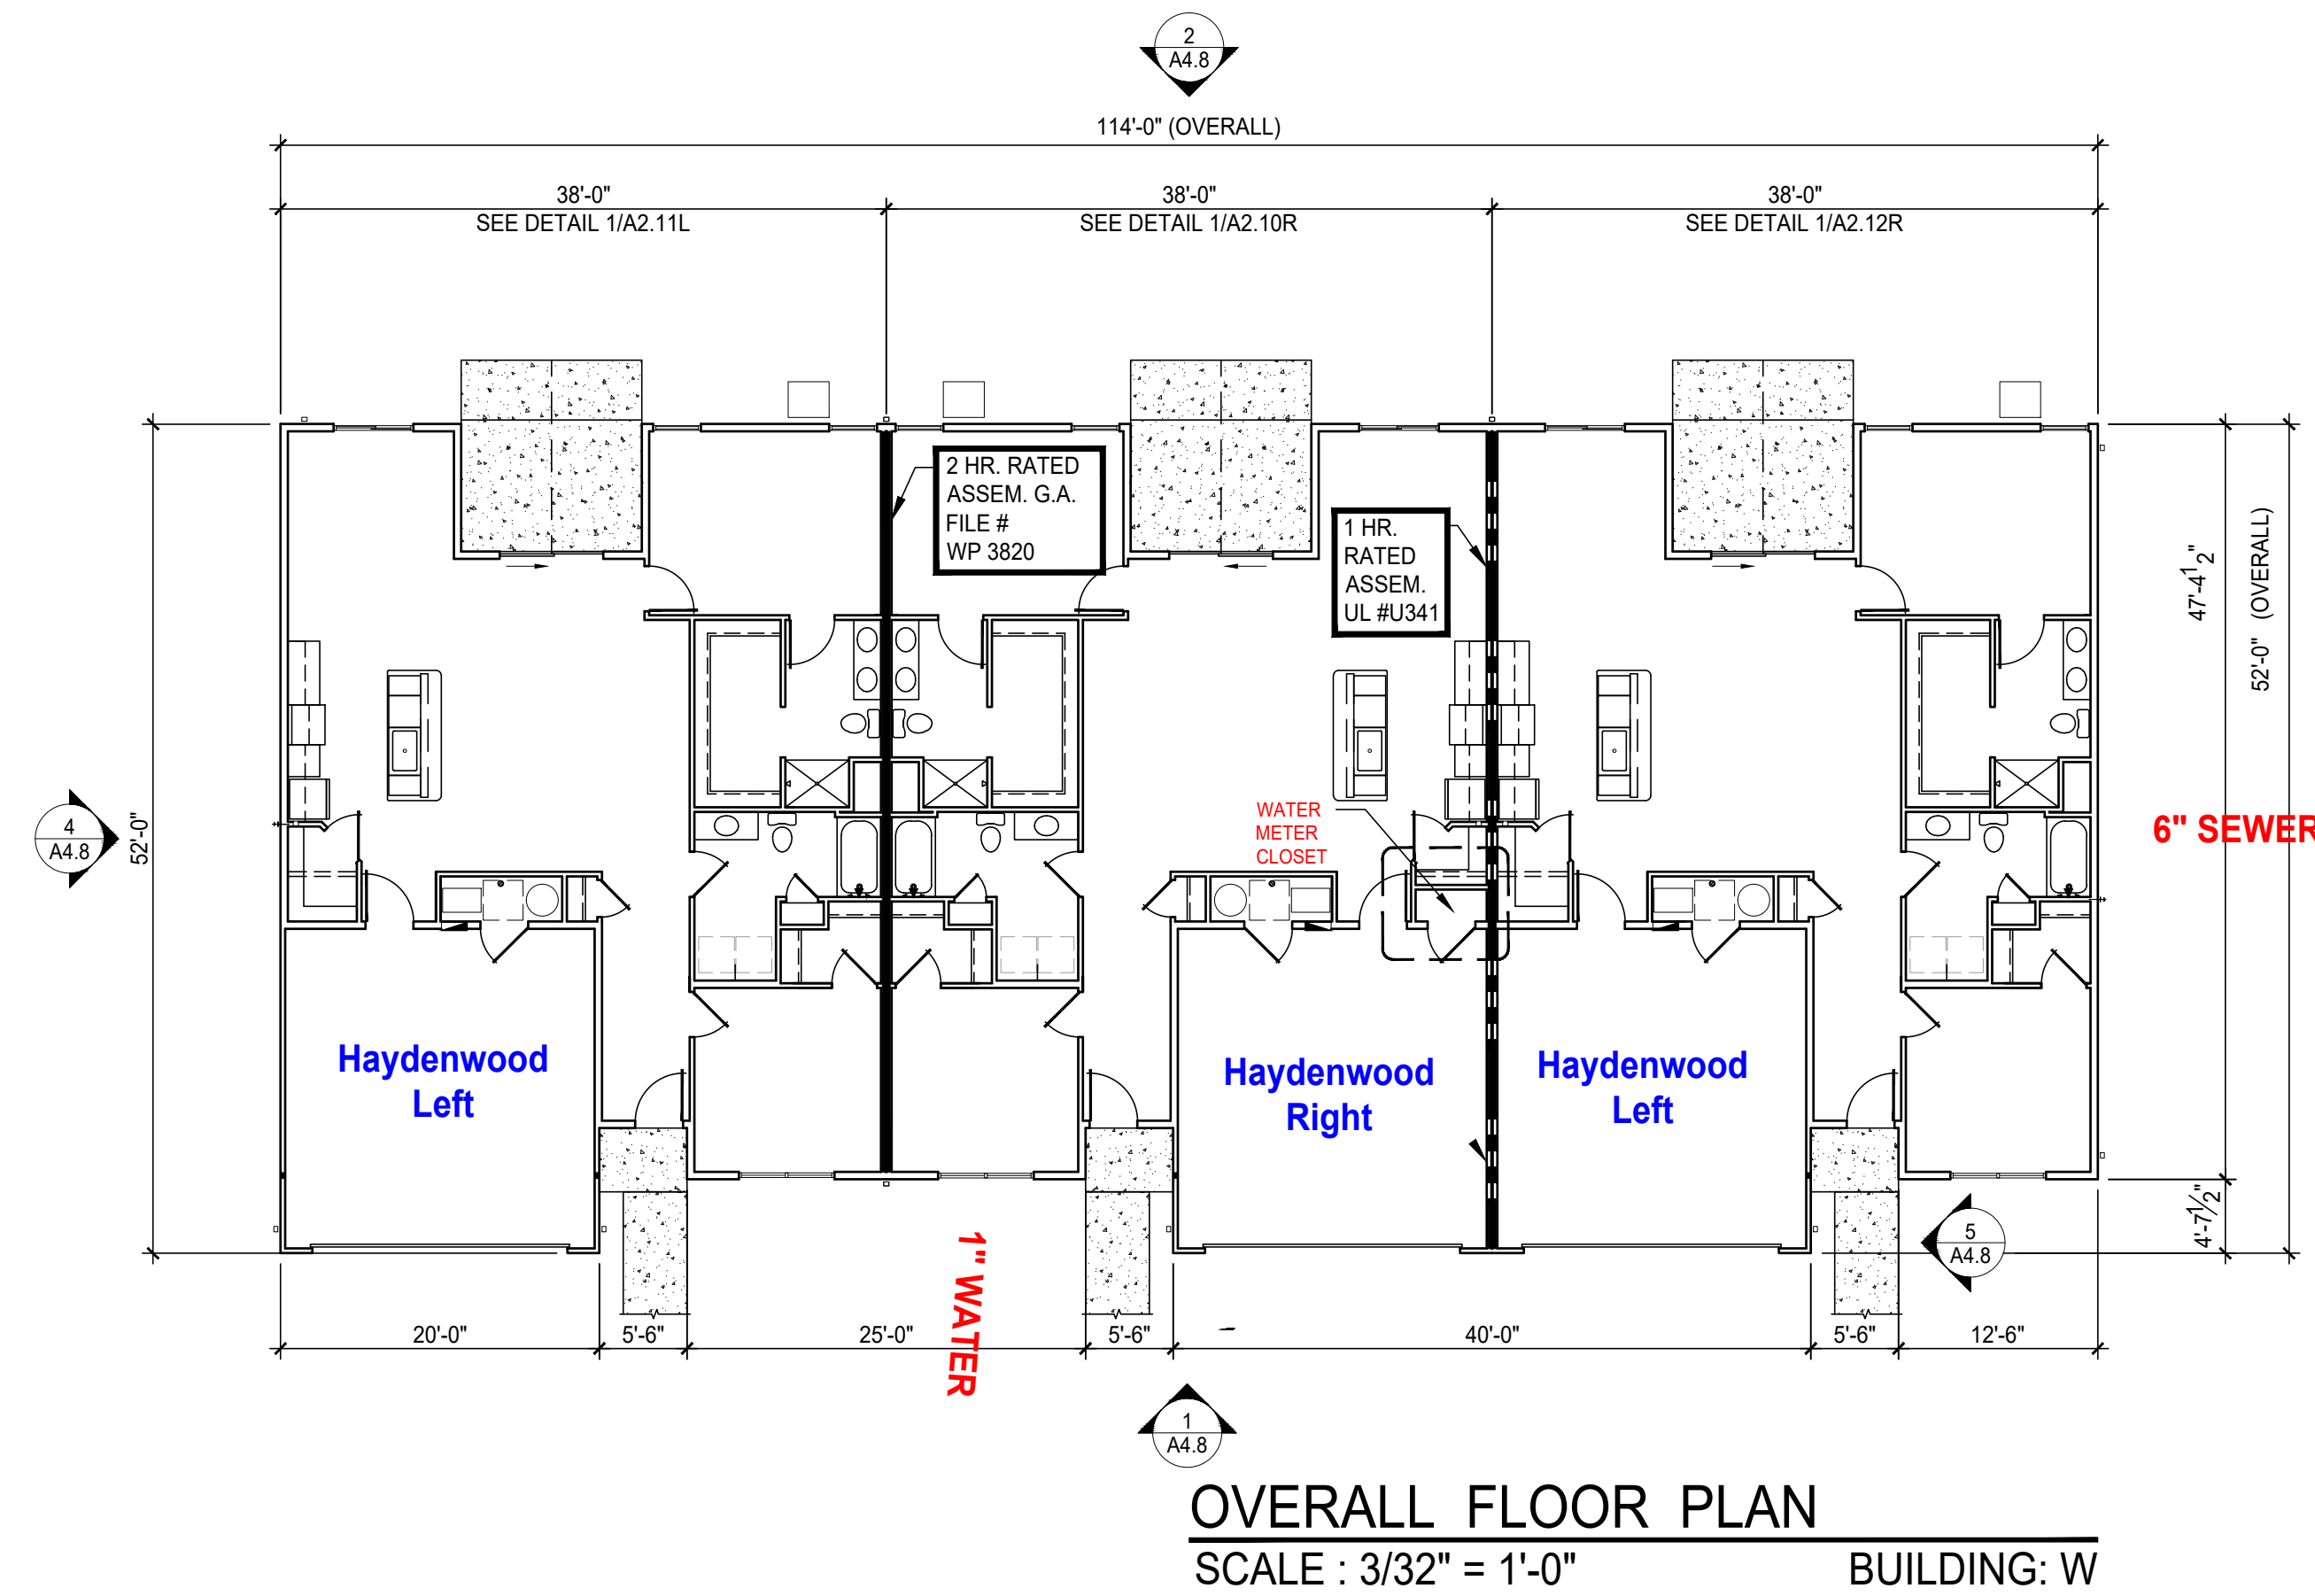 2
A4.8
114'-0" (OVERALL)
38'-0"
SEE DETAIL 1/A2.11L
38'-0"
SEE DETAIL 1/A2.10R
38'-0"
SEE DETAIL 1/A2.12R
2 HR. RATED
ASSEM. G.A.
FILE #
WP 3820
1 HR.
RATED
ASSEM.
UL #U341
47'-4 1/2"
52'-0" (OVERALL)
4
A4.8
52'-0"
WATER
METER
CLOSET
6" SEWER
Haydenwood
Left
Haydenwood
Right
Haydenwood
Left
4'-7 1/2"
5
A4.8
1" WATER
20'-0"
5'-6"
25'-0"
5'-6"
40'-0"
5'-6"
12'-6"
1
A4.8
OVERALL FLOOR PLAN
SCALE : 3/32" = 1'-0"
BUILDING: W